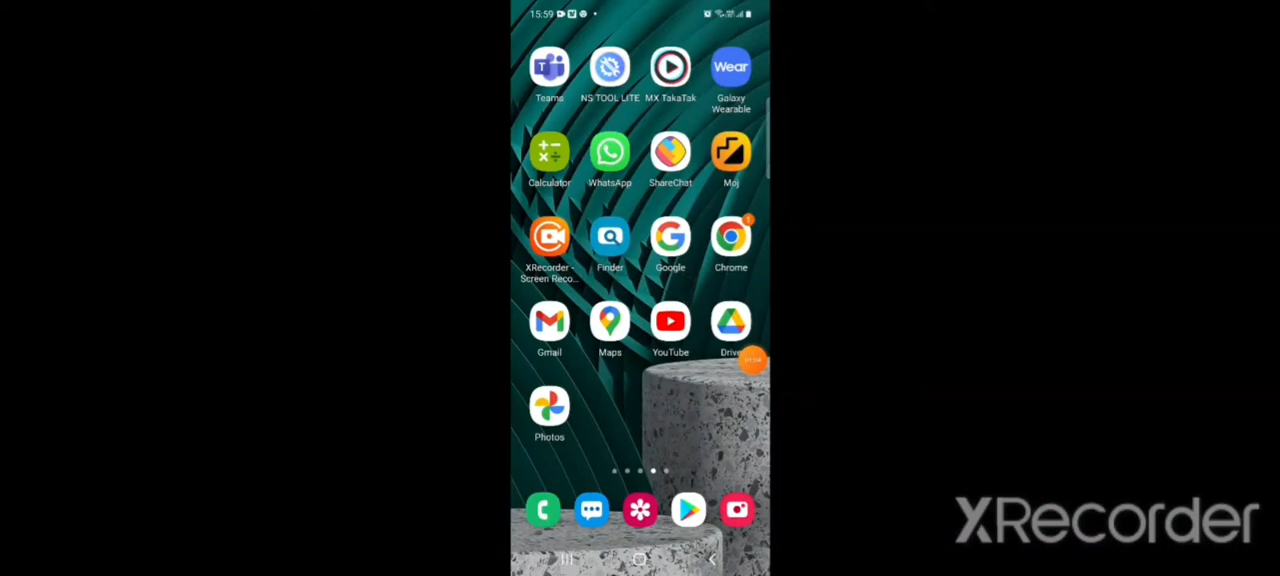 15:59
Teams
NS TOOL LITE
MX TakaTak
Wear
Galaxy
Wearable
Calculator
WhatsApp
ShareChat
Moj
XRecorder -
Screen Reco...
Finder
Google
1
Chrome
Gmail
Maps
YouTube
Drive
Photos
XRecorder